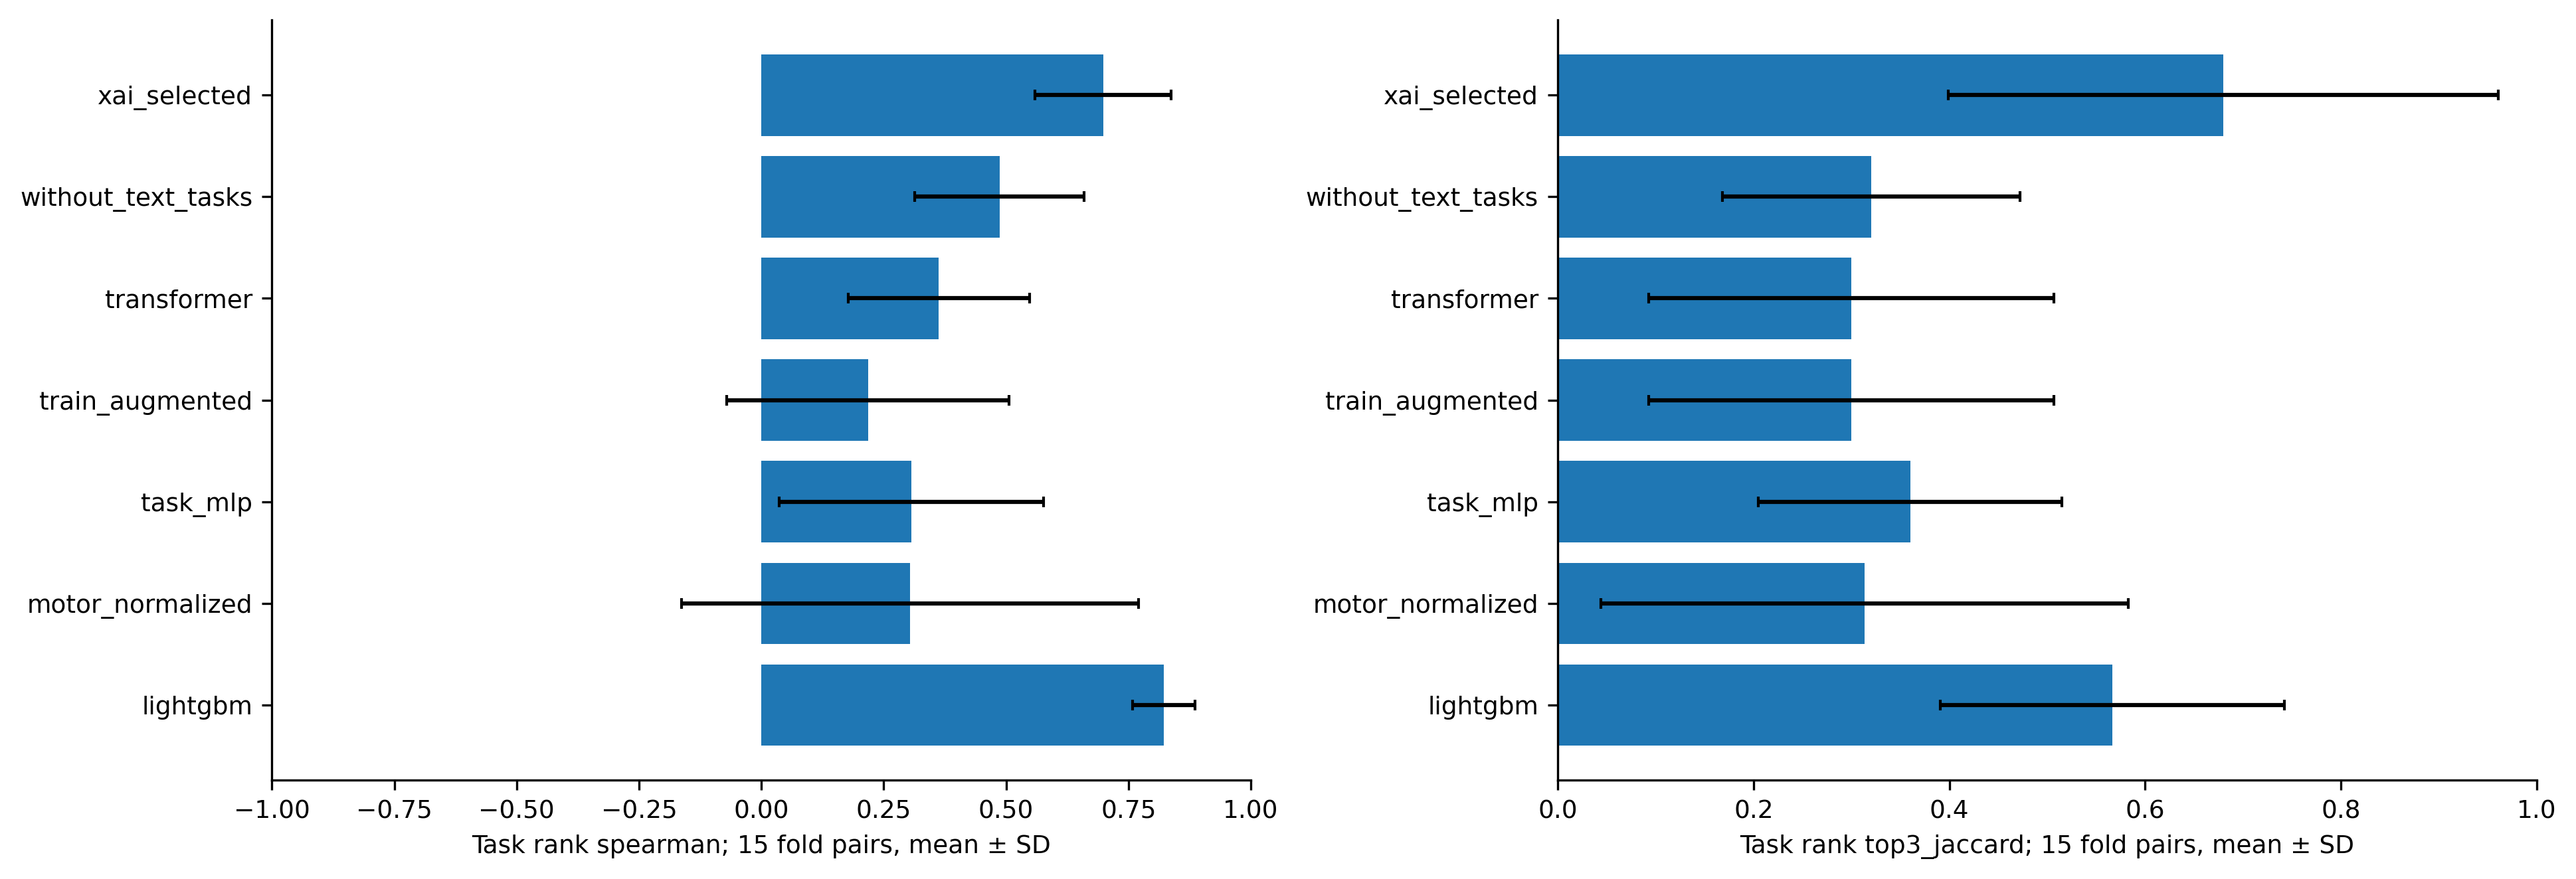 xai_selected
without_text_tasks
transformer
train_augmented
task_mlp
motor_normalized
lightgbm
−1.00 −0.75 −0.50 −0.25 0.00 0.25 0.50 0.75 1.00
Task rank spearman; 15 fold pairs, mean ± SD
xai_selected
without_text_tasks
transformer
train_augmented
task_mlp
motor_normalized
lightgbm
0.0 0.2 0.4 0.6 0.8 1.0
Task rank top3_jaccard; 15 fold pairs, mean ± SD